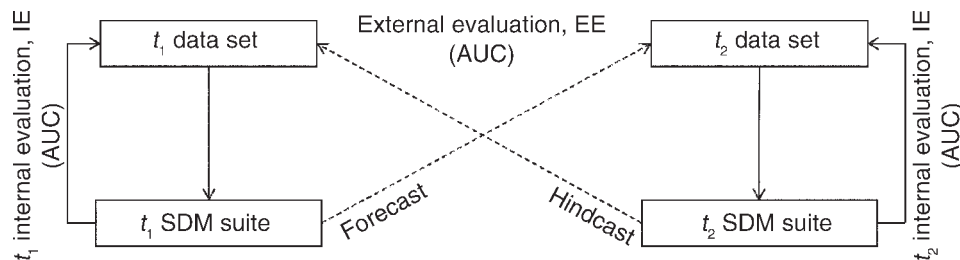 t₁ internal evaluation, IE
(AUC)
t₁ data set
External evaluation, EE
(AUC)
t₂ data set
t₂ internal evaluation, IE
(AUC)
Forecast
Hindcast
t₁ SDM suite
t₂ SDM suite